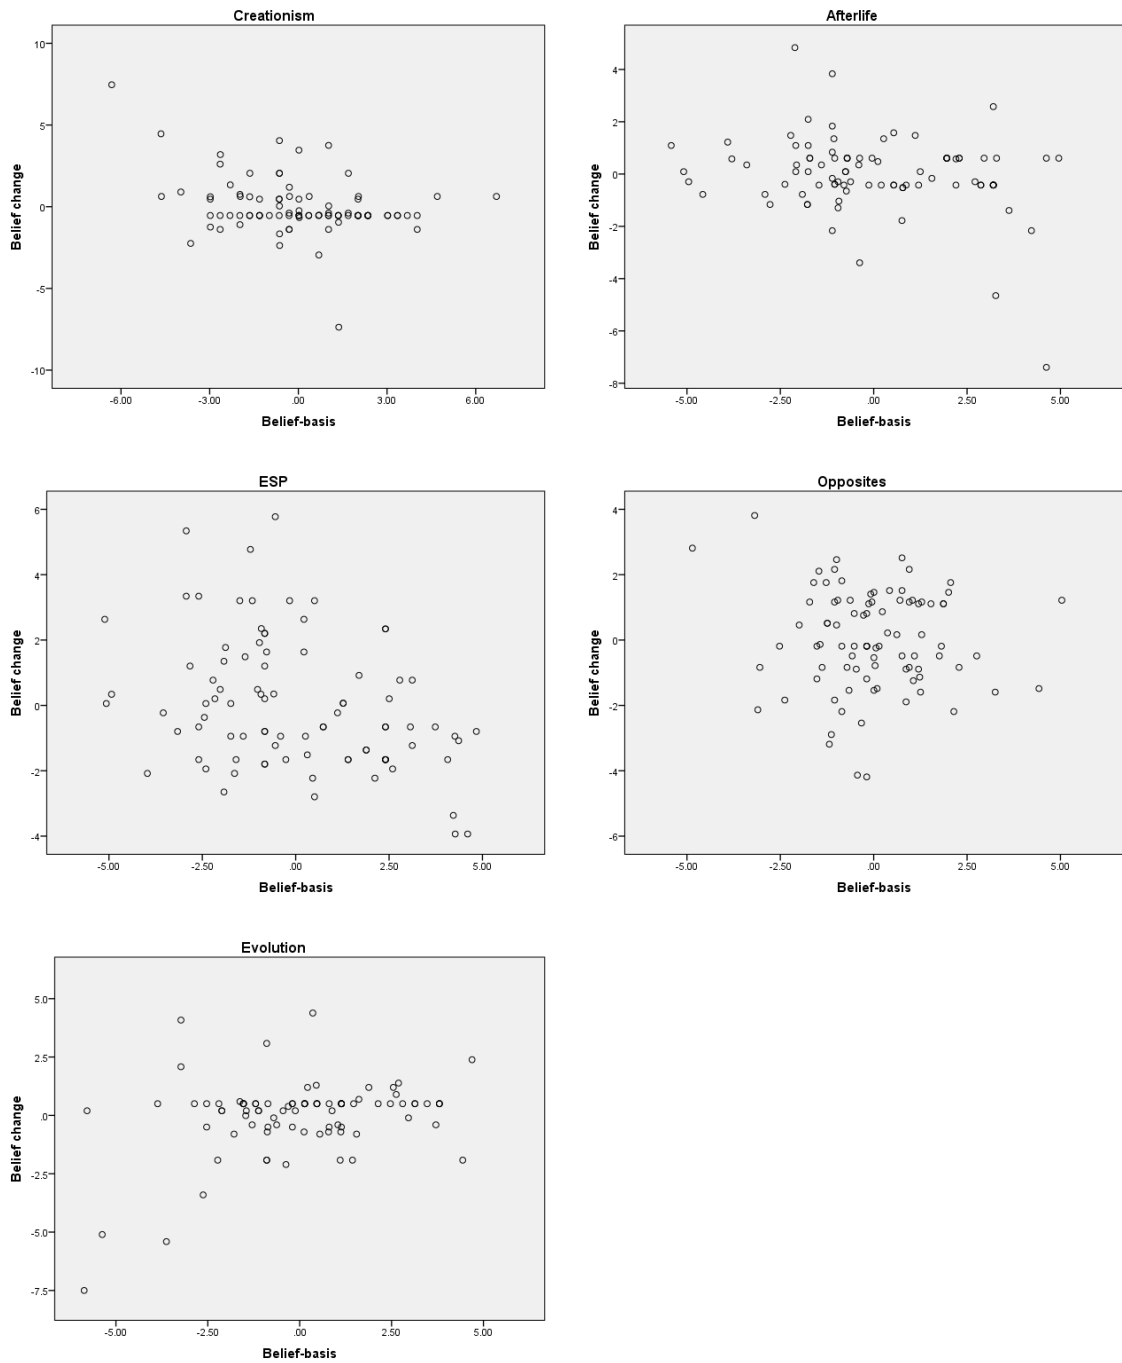 Creationism
10
5
0
-5
-10
Belief change
-6.00 -3.00 .00 3.00 6.00
Belief-basis
Afterlife
4
2
0
-2
-4
-6
-8
Belief change
-5.00 -2.50 .00 2.50 5.00
Belief-basis
ESP
6
4
2
0
-2
-4
Belief change
-5.00 -2.50 .00 2.50 5.00
Belief-basis
Opposites
4
2
0
-2
-4
-6
Belief change
-5.00 -2.50 .00 2.50 5.00
Belief-basis
Evolution
5.0
2.5
.0
-2.5
-5.0
-7.5
Belief change
-5.00 -2.50 .00 2.50 5.00
Belief-basis